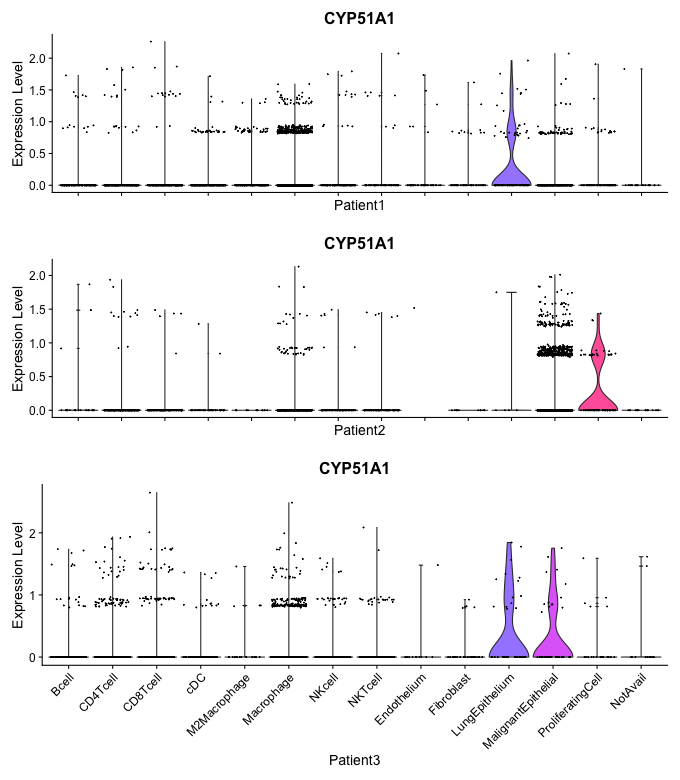 CYP51A1
Expression Level
2.0
1.5
1.0
0.5
0.0
Patient1
CYP51A1
Expression Level
2.0
1.5
1.0
0.5
0.0
Patient2
CYP51A1
Expression Level
2
1
0
Bcell
CD4Tcell
CD8Tcell
cDC
M2Macrophage
Macrophage
NKcell
NKTcell
Endothelium
Fibroblast
LungEpithelium
MalignantEpithelial
ProliferatingCell
NotAvail
Patient3